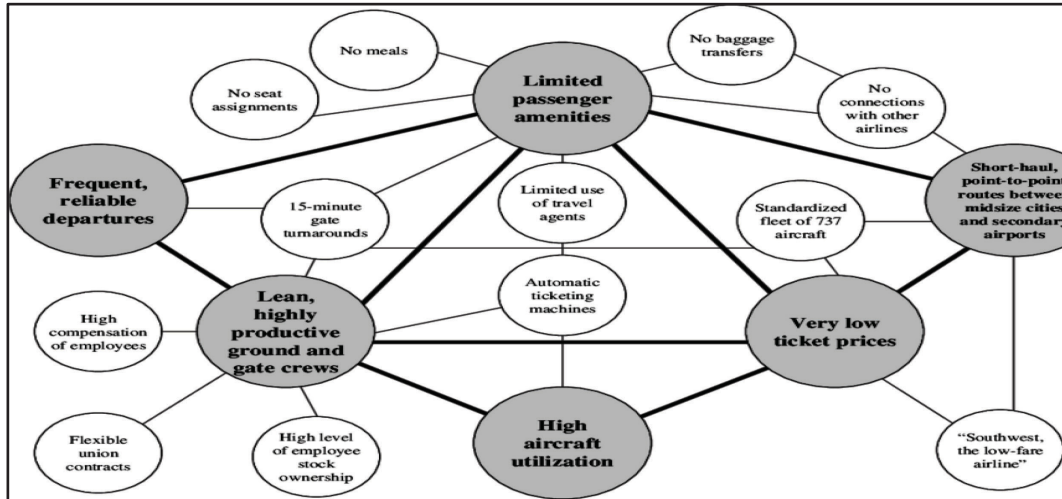 No meals
No baggage
transfers
Limited
passenger
amenities
No seat
assignments
No
connections
with other
airlines
Frequent,
reliable
departures
15-minute
gate
turnarounds
Limited use
of travel
agents
Standardized
fleet of 737
aircraft
Short-haul,
point-to-point
routes between
midsize cities
and secondary
airports
High
compensation
of employees
Lean,
highly
productive
ground and
gate crews
Automatic
ticketing
machines
Very low
ticket prices
Flexible
union
contracts
High level
of employee
stock
ownership
High
aircraft
utilization
“Southwest,
the low-fare
airline”